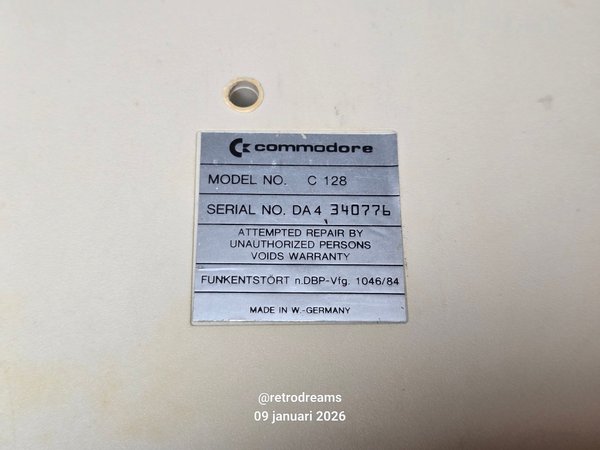 commodore
MODEL NO. C 128
SERIAL NO. DA4 340776
ATTEMPTED REPAIR BY
UNAUTHORIZED PERSONS
VOIDS WARRANTY
FUNKENTSTÖRT n.DBP-Vfg. 1046/84
MADE IN W.-GERMANY
@retrodreams
09 januari 2026